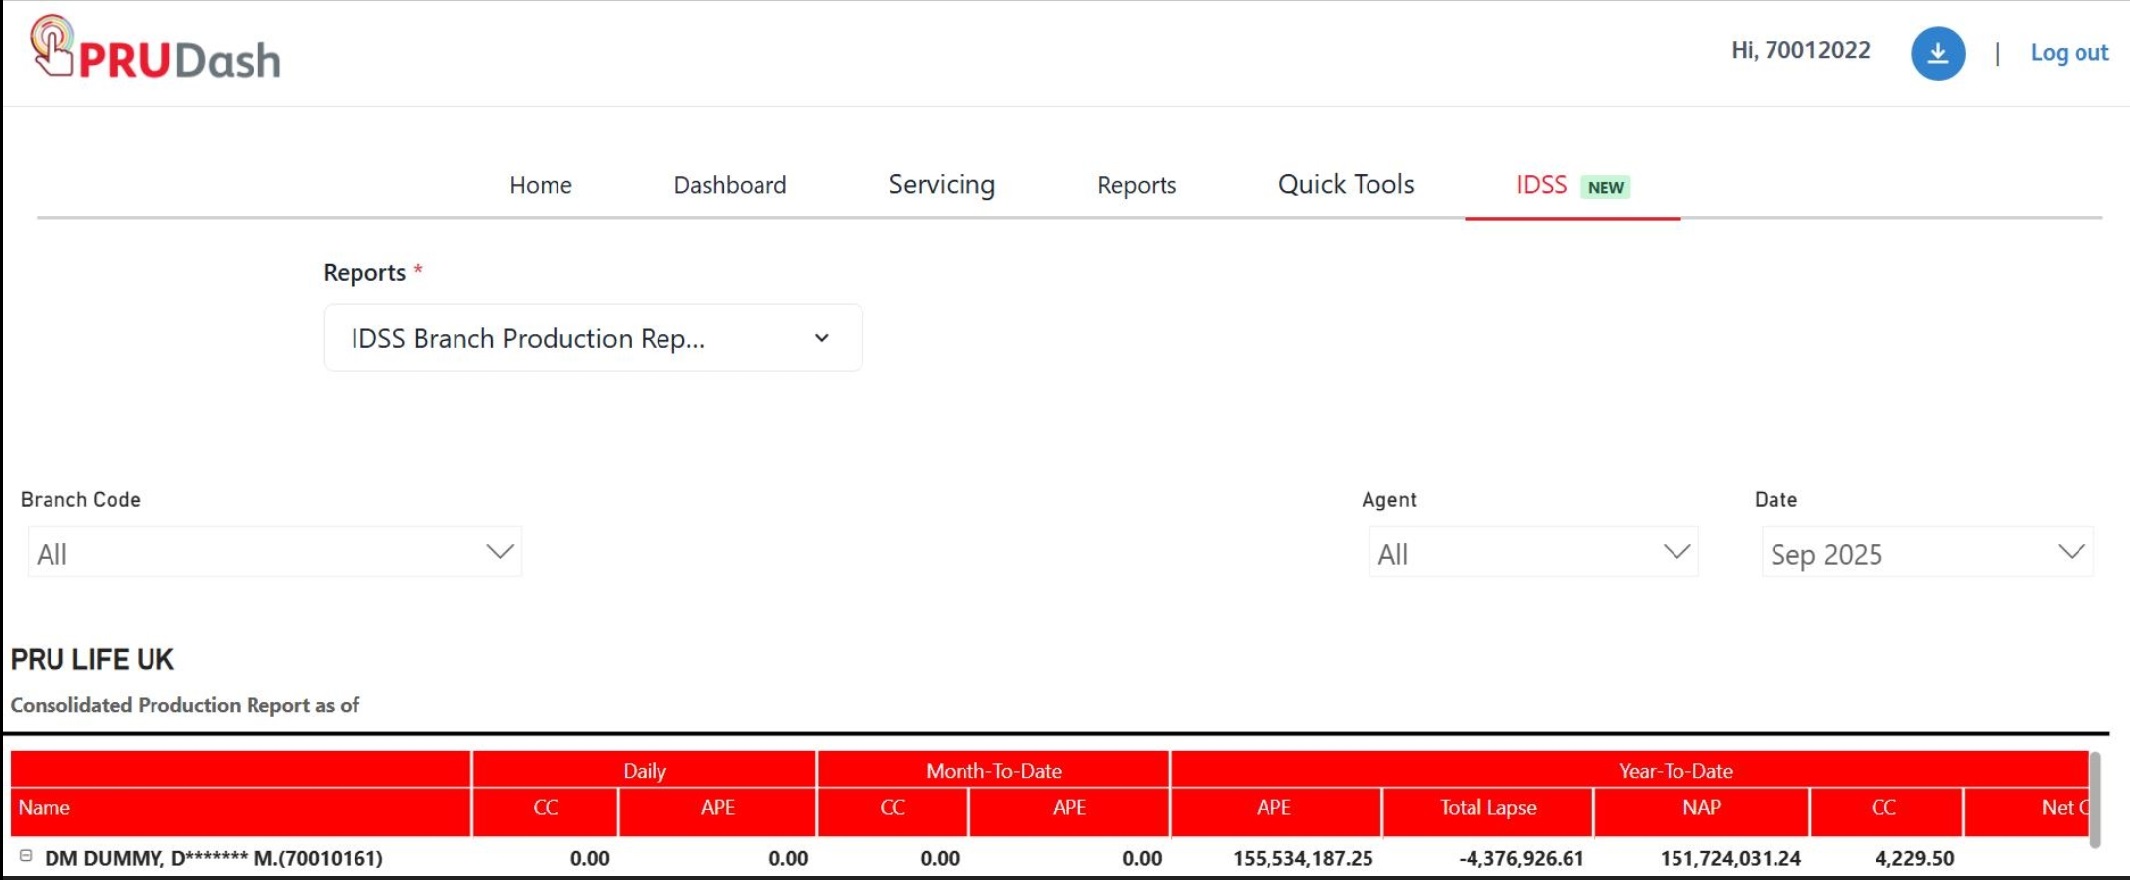 PRUDash
Hi, 70012022 | Log out
Home Dashboard Servicing Reports Quick Tools IDSS NEW
Reports *
IDSS Branch Production Rep...
Branch Code Agent Date
All All Sep 2025
PRU LIFE UK
Consolidated Production Report as of
Daily Month-To-Date Year-To-Date
Name CC APE CC APE APE Total Lapse NAP CC Net C
DM DUMMY, D******* M.(70010161) 0.00 0.00 0.00 0.00 155,534,187.25 -4,376,926.61 151,724,031.24 4,229.50